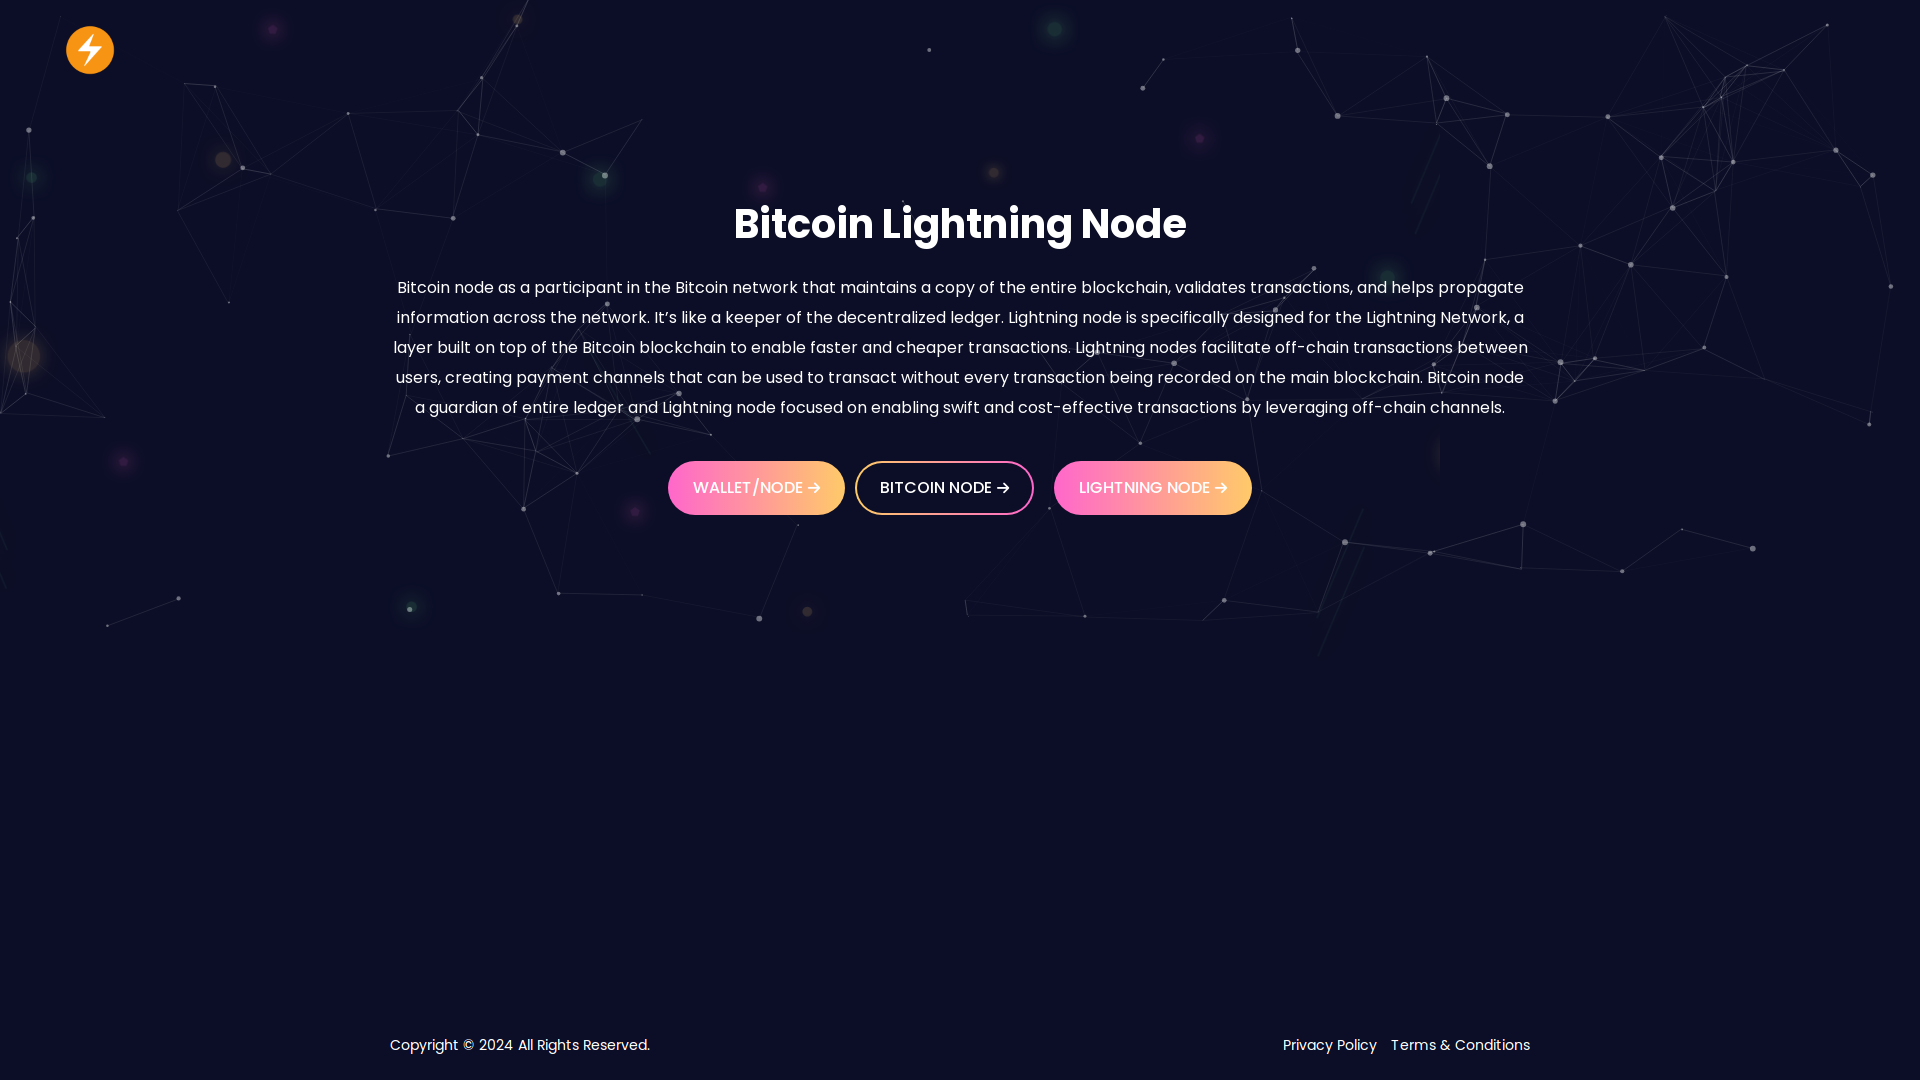 Bitcoin Lightning Node
Bitcoin node as a participant in the Bitcoin network that maintains a copy of the entire blockchain, validates transactions, and helps propagate
information across the network. It’s like a keeper of the decentralized ledger. Lightning node is specifically designed for the Lightning Network, a
layer built on top of the Bitcoin blockchain to enable faster and cheaper transactions. Lightning nodes facilitate off-chain transactions between
users, creating payment channels that can be used to transact without every transaction being recorded on the main blockchain. Bitcoin node
a guardian of entire ledger and Lightning node focused on enabling swift and cost-effective transactions by leveraging off-chain channels.
WALLET/NODE → BITCOIN NODE → LIGHTNING NODE →
Copyright © 2024 All Rights Reserved. Privacy Policy Terms & Conditions